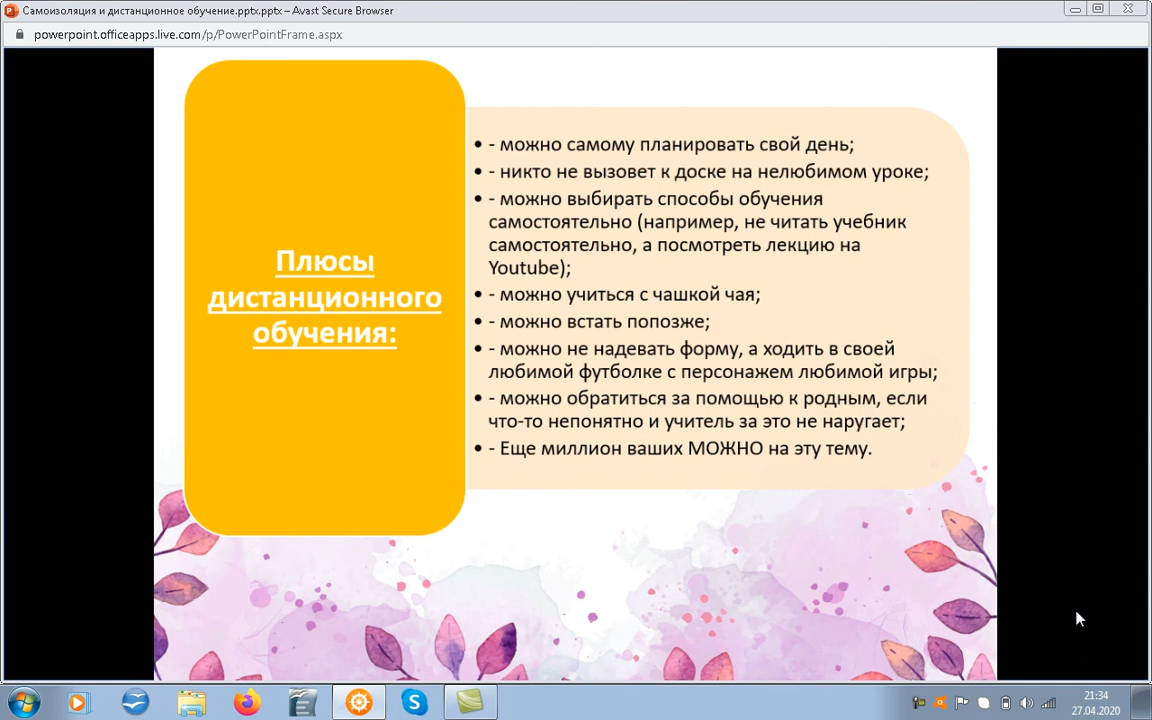 Самоизоляция и дистанционное обучение.pptx.pptx – Avast Secure Browser
powerpoint.officeapps.live.com/p/PowerPointFrame.aspx
Плюсы
дистанционного
обучения:
• - можно самому планировать свой день;
• - никто не вызовет к доске на нелюбимом уроке;
• - можно выбирать способы обучения
самостоятельно (например, не читать учебник
самостоятельно, а посмотреть лекцию на
Youtube);
• - можно учиться с чашкой чая;
• - можно встать попозже;
• - можно не надевать форму, а ходить в своей
любимой футболке с персонажем любимой игры;
• - можно обратиться за помощью к родным, если
что-то непонятно и учитель за это не наругает;
• - Еще миллион ваших МОЖНО на эту тему.
21:34
27.04.2020